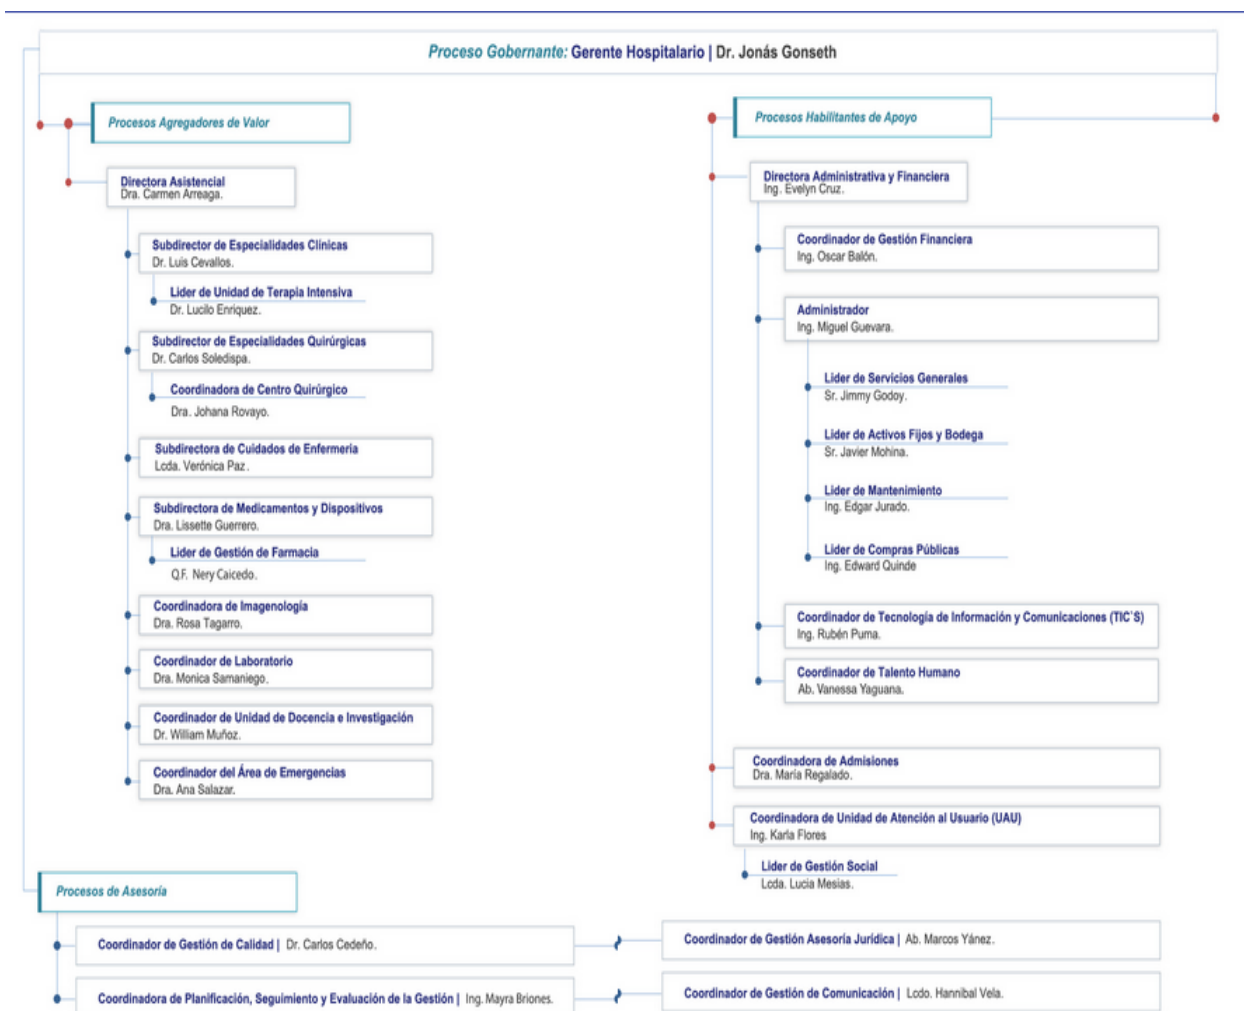 Proceso Gobernante: Gerente Hospitalario | Dr. Jonás Gonseth
Procesos Agregadores de Valor
Directora Asistencial
Dra. Carmen Arreaga.
Subdirector de Especialidades Clínicas
Dr. Luis Cevallos.
Lider de Unidad de Terapia Intensiva
Dr. Lucilo Enriquez.
Subdirector de Especialidades Quirúrgicas
Dr. Carlos Soledispa.
Coordinadora de Centro Quirúrgico
Dra. Johana Rovayo.
Subdirectora de Cuidados de Enfermeria
Lcda. Verónica Paz.
Subdirectora de Medicamentos y Dispositivos
Dra. Lissette Guerrero.
Lider de Gestión de Farmacia
Q.F. Nery Caicedo.
Coordinadora de Imagenología
Dra. Rosa Tagarro.
Coordinador de Laboratorio
Dra. Monica Samaniego.
Coordinador de Unidad de Docencia e Investigación
Dr. William Muñoz.
Coordinador del Área de Emergencias
Dra. Ana Salazar.
Procesos Habilitantes de Apoyo
Directora Administrativa y Financiera
Ing. Evelyn Cruz.
Coordinador de Gestión Financiera
Ing. Oscar Balón.
Administrador
Ing. Miguel Guevara.
Lider de Servicios Generales
Sr. Jimmy Godoy.
Lider de Activos Fijos y Bodega
Sr. Javier Mohina.
Lider de Mantenimiento
Ing. Edgar Jurado.
Lider de Compras Públicas
Ing. Edward Quinde
Coordinador de Tecnología de Información y Comunicaciones (TIC`S)
Ing. Rubén Puma.
Coordinador de Talento Humano
Ab. Vanessa Yaguana.
Coordinadora de Admisiones
Dra. María Regalado.
Coordinadora de Unidad de Atención al Usuario (UAU)
Ing. Karla Flores
Lider de Gestión Social
Lcda. Lucia Mesias.
Procesos de Asesoría
Coordinador de Gestión de Calidad | Dr. Carlos Cedeño.
Coordinador de Gestión Asesoría Jurídica | Ab. Marcos Yánez.
Coordinadora de Planificación, Seguimiento y Evaluación de la Gestión | Ing. Mayra Briones.
Coordinador de Gestión de Comunicación | Lcdo. Hannibal Vela.